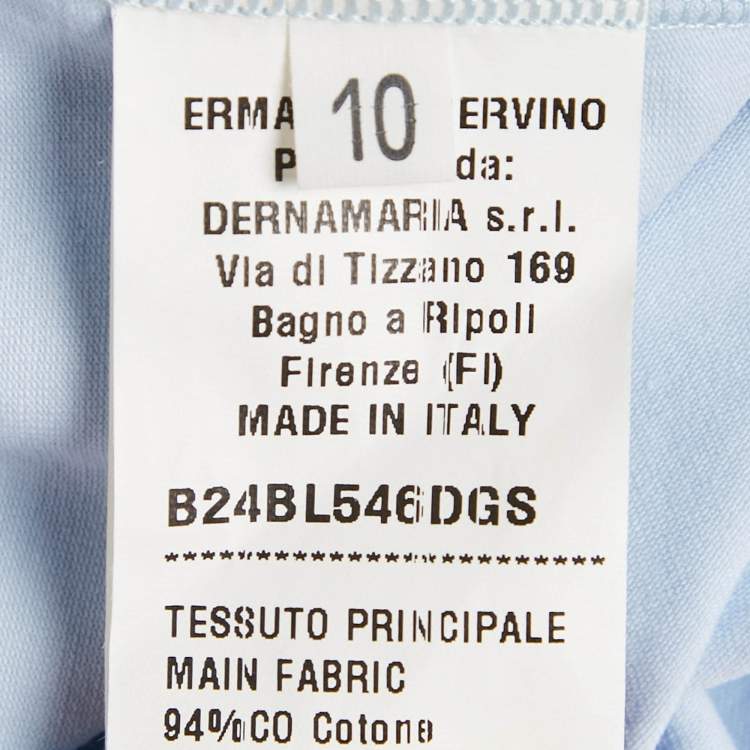 10
ERMA ERVINO
P da:
DERNAMARIA s.r.l.
Via di Tizzano 169
Bagno a Ripoli
Firenze (FI)
MADE IN ITALY
B24BL546DGS
****************************
TESSUTO PRINCIPALE
MAIN FABRIC
94%CO Cotone